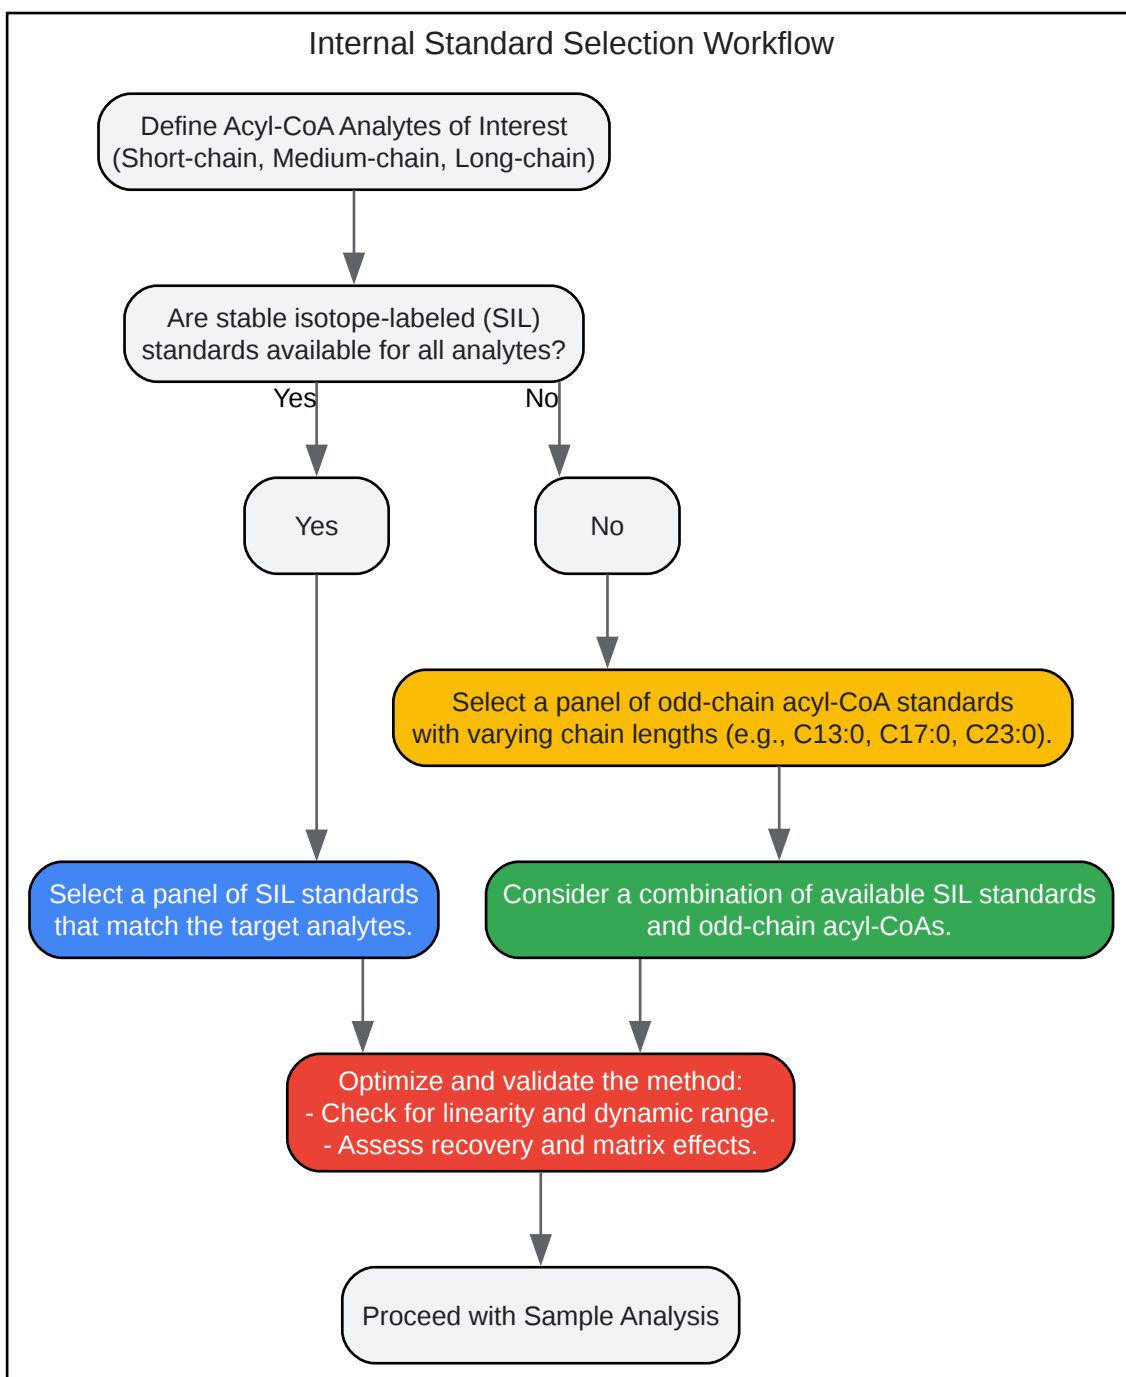 Internal Standard Selection Workflow
Define Acyl-CoA Analytes of Interest
(Short-chain, Medium-chain, Long-chain)
Are stable isotope-labeled (SIL)
standards available for all analytes?
Yes
No
Yes
No
Select a panel of odd-chain acyl-CoA standards
with varying chain lengths (e.g., C13:0, C17:0, C23:0).
Select a panel of SIL standards
that match the target analytes.
Consider a combination of available SIL standards
and odd-chain acyl-CoAs.
Optimize and validate the method:
- Check for linearity and dynamic range.
- Assess recovery and matrix effects.
Proceed with Sample Analysis